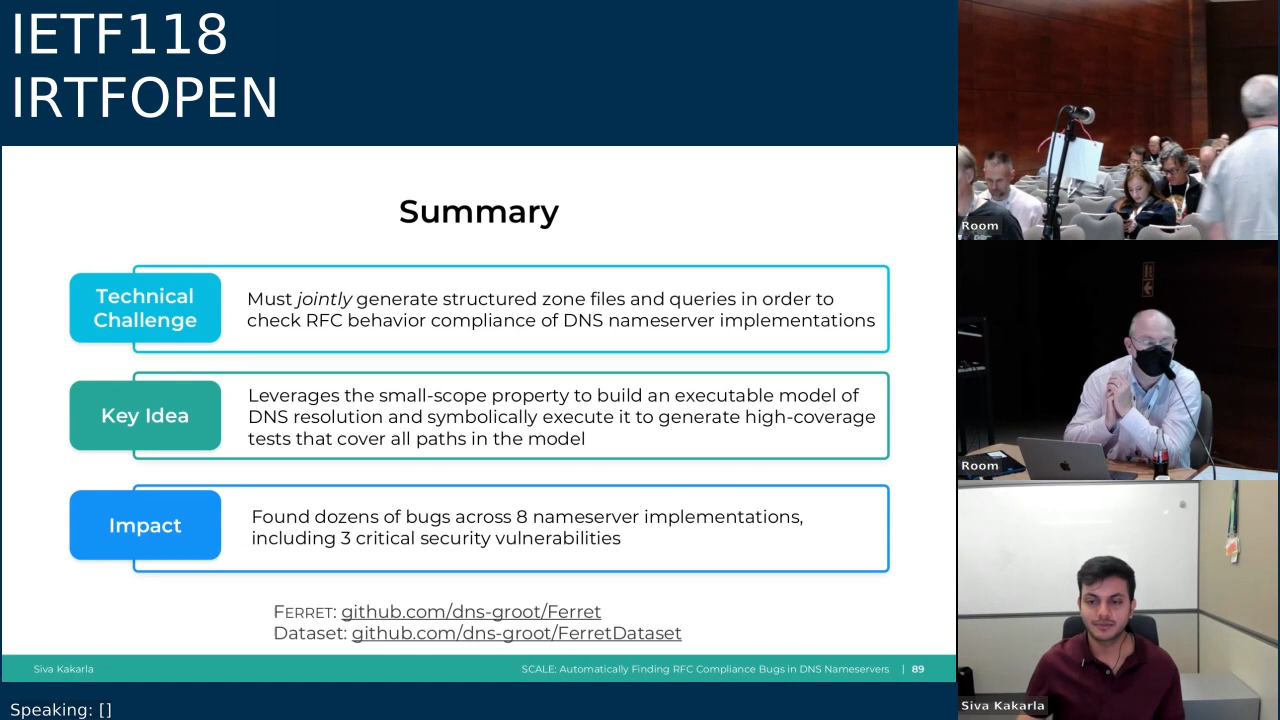 IETF118
IRTFOPEN
Summary
Technical
Challenge
Must jointly generate structured zone files and queries in order to
check RFC behavior compliance of DNS nameserver implementations
Key Idea
Leverages the small-scope property to build an executable model of
DNS resolution and symbolically execute it to generate high-coverage
tests that cover all paths in the model
Impact
Found dozens of bugs across 8 nameserver implementations,
including 3 critical security vulnerabilities
FERRET: github.com/dns-groot/Ferret
Dataset: github.com/dns-groot/FerretDataset
Siva Kakarla
SCALE: Automatically Finding RFC Compliance Bugs in DNS Nameservers | 89
Speaking: []
Room
Room
Siva Kakarla